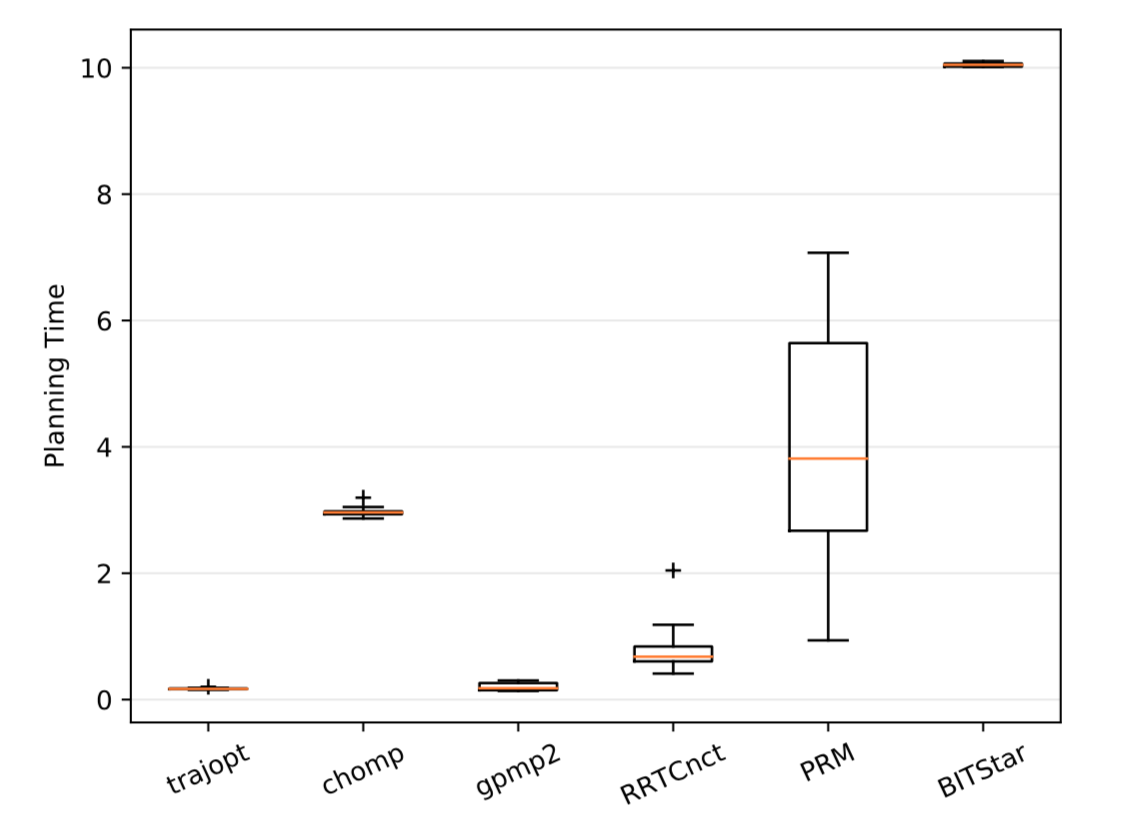 Planning Time
10
8
6
4
2
0
trajopt
chomp
gpmp2
RRTCnct
PRM
BITStar